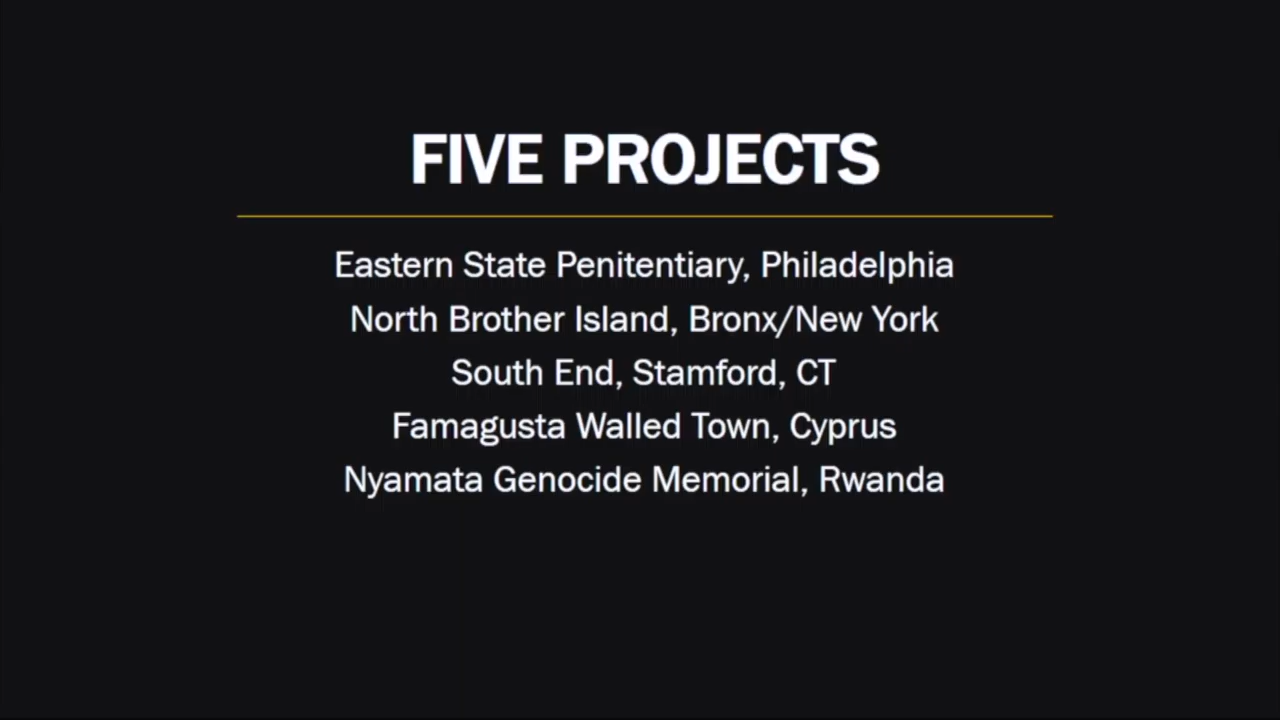 FIVE PROJECTS
Eastern State Penitentiary, Philadelphia
North Brother Island, Bronx/New York
South End, Stamford, CT
Famagusta Walled Town, Cyprus
Nyamata Genocide Memorial, Rwanda